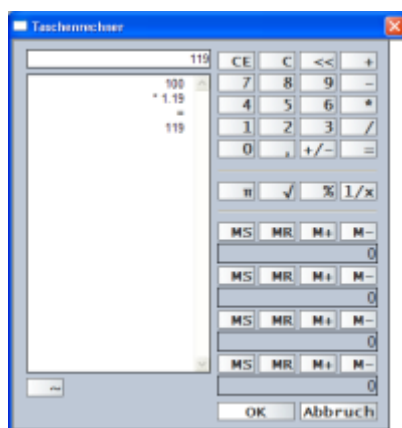 Taschenrechner
119
CE C << +
100
* 1.19
=
119
7 8 9 -
4 5 6 *
1 2 3 /
0 , +/- =
π √ % 1/x
MS MR M+ M-
0
MS MR M+ M-
0
MS MR M+ M-
0
MS MR M+ M-
0
OK Abbruch